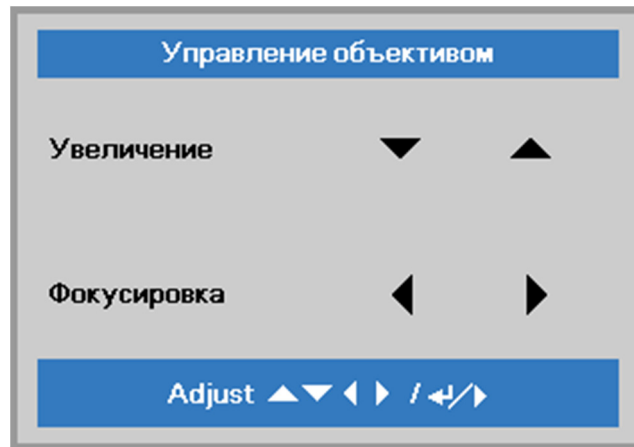 Управление объективом
Увеличение ▼ ▲
Фокусировка ◀ ▶
Adjust ▲▼◀ ▶ / ↵/▶